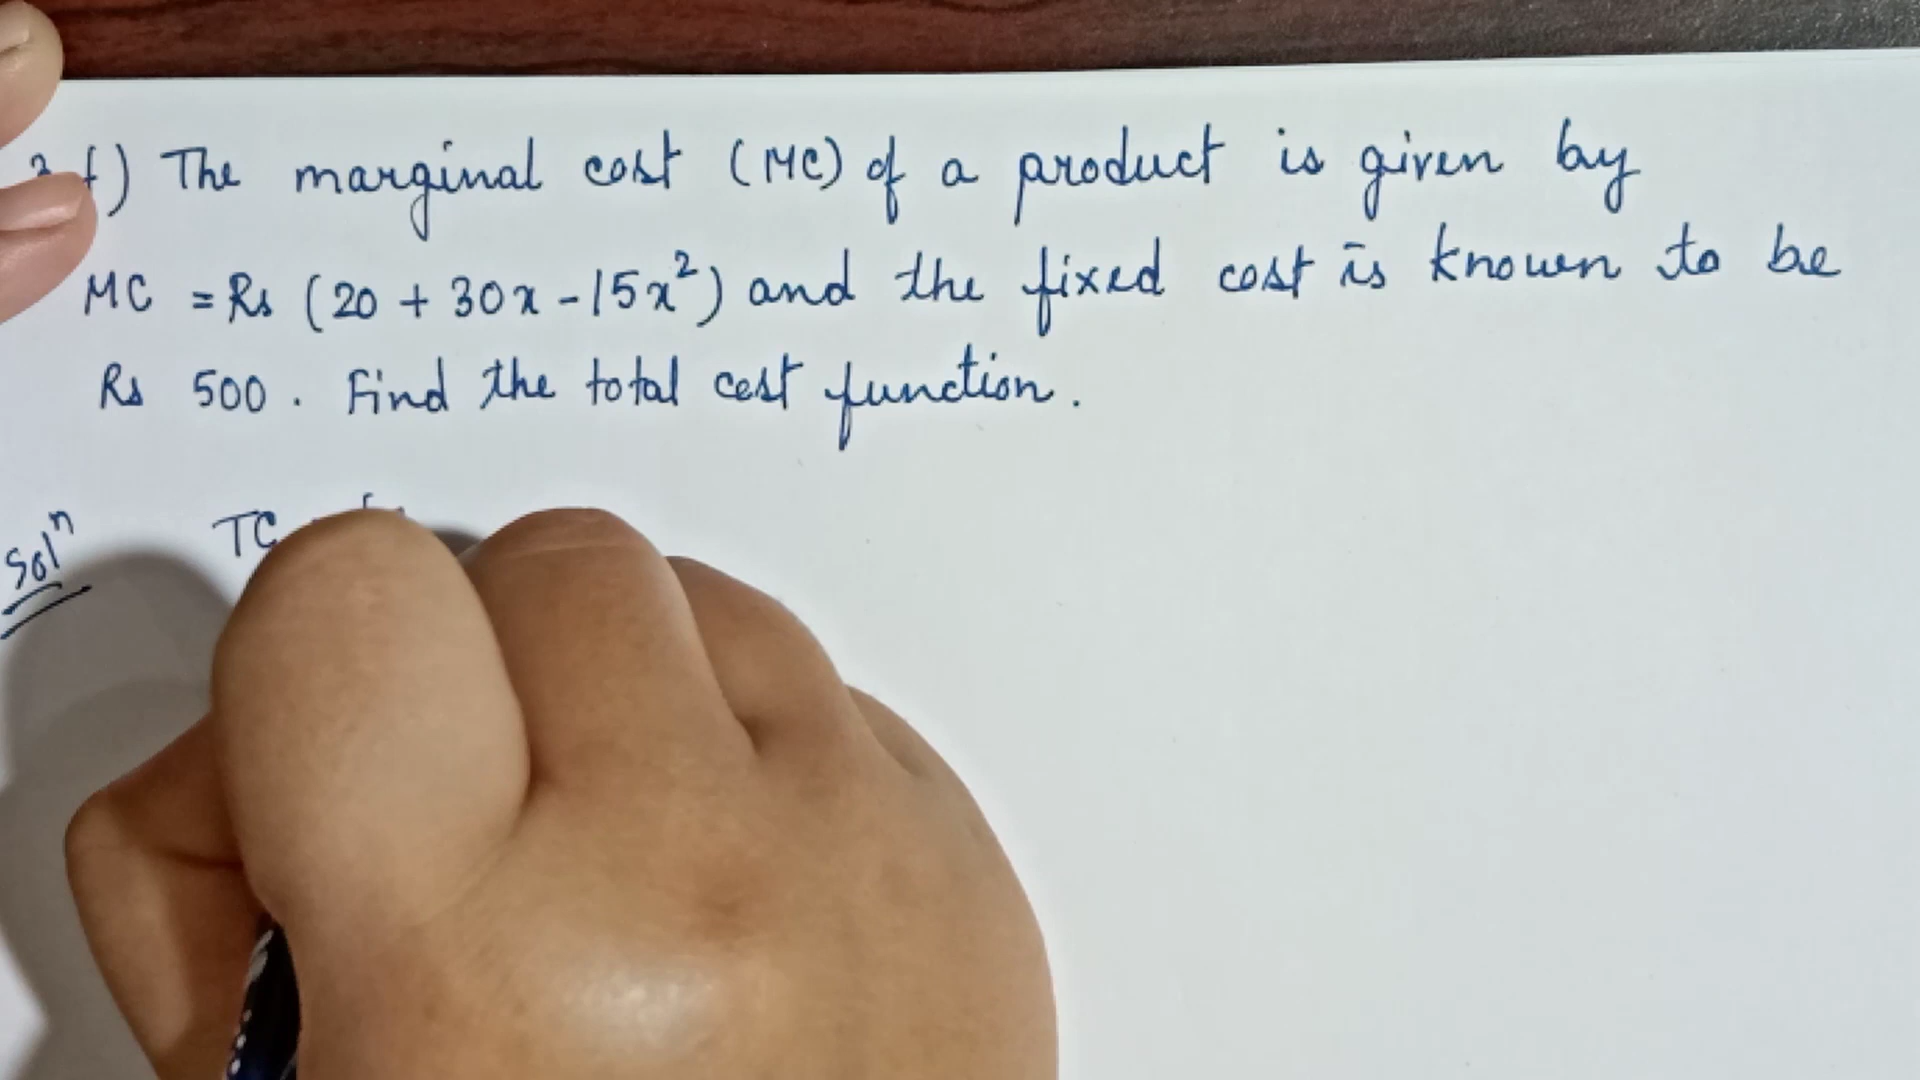 f) The marginal cost (MC) of a product is given by
MC = Rs (20 + 30x - 15x²) and the fixed cost is known to be
Rs 500. Find the total cost function.
Solⁿ TC